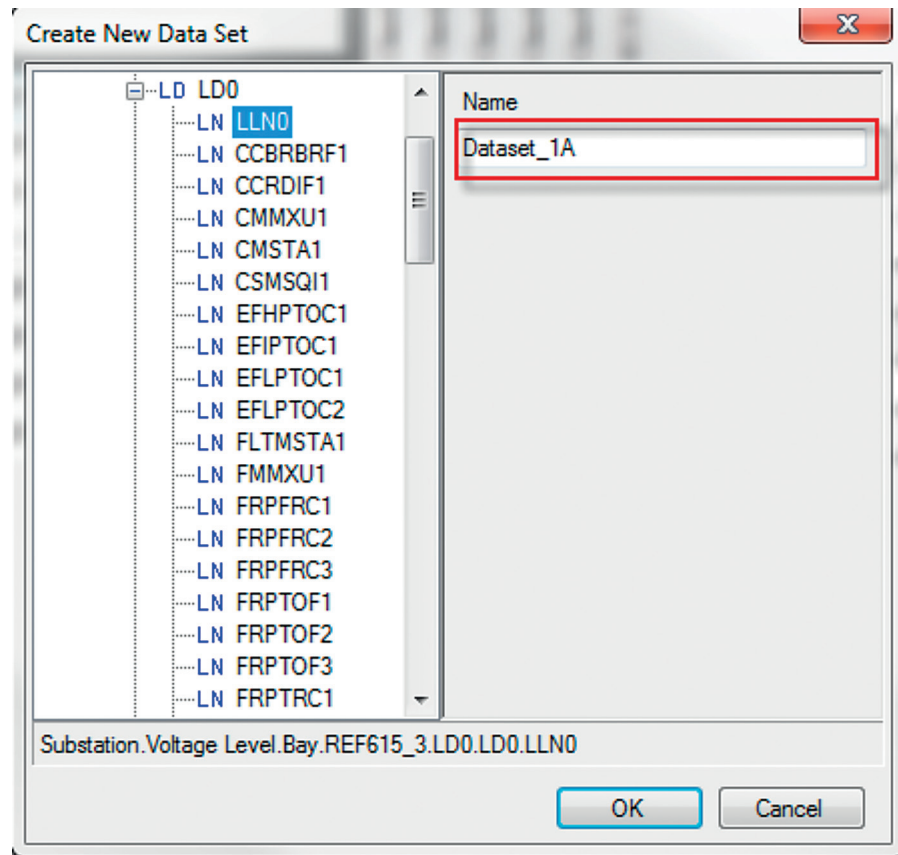 Create New Data Set
LD LD0
LN LLN0
LN CCBRBRF1
LN CCRDIF1
LN CMMXU1
LN CMSTA1
LN CSMSQI1
LN EFHPTOC1
LN EFIPTOC1
LN EFLPTOC1
LN EFLPTOC2
LN FLTMSTA1
LN FMMXU1
LN FRPFRC1
LN FRPFRC2
LN FRPFRC3
LN FRPTOF1
LN FRPTOF2
LN FRPTOF3
LN FRPTRC1
Name
Dataset_1A
Substation.Voltage Level.Bay.REF615_3.LD0.LD0.LLN0
OK
Cancel